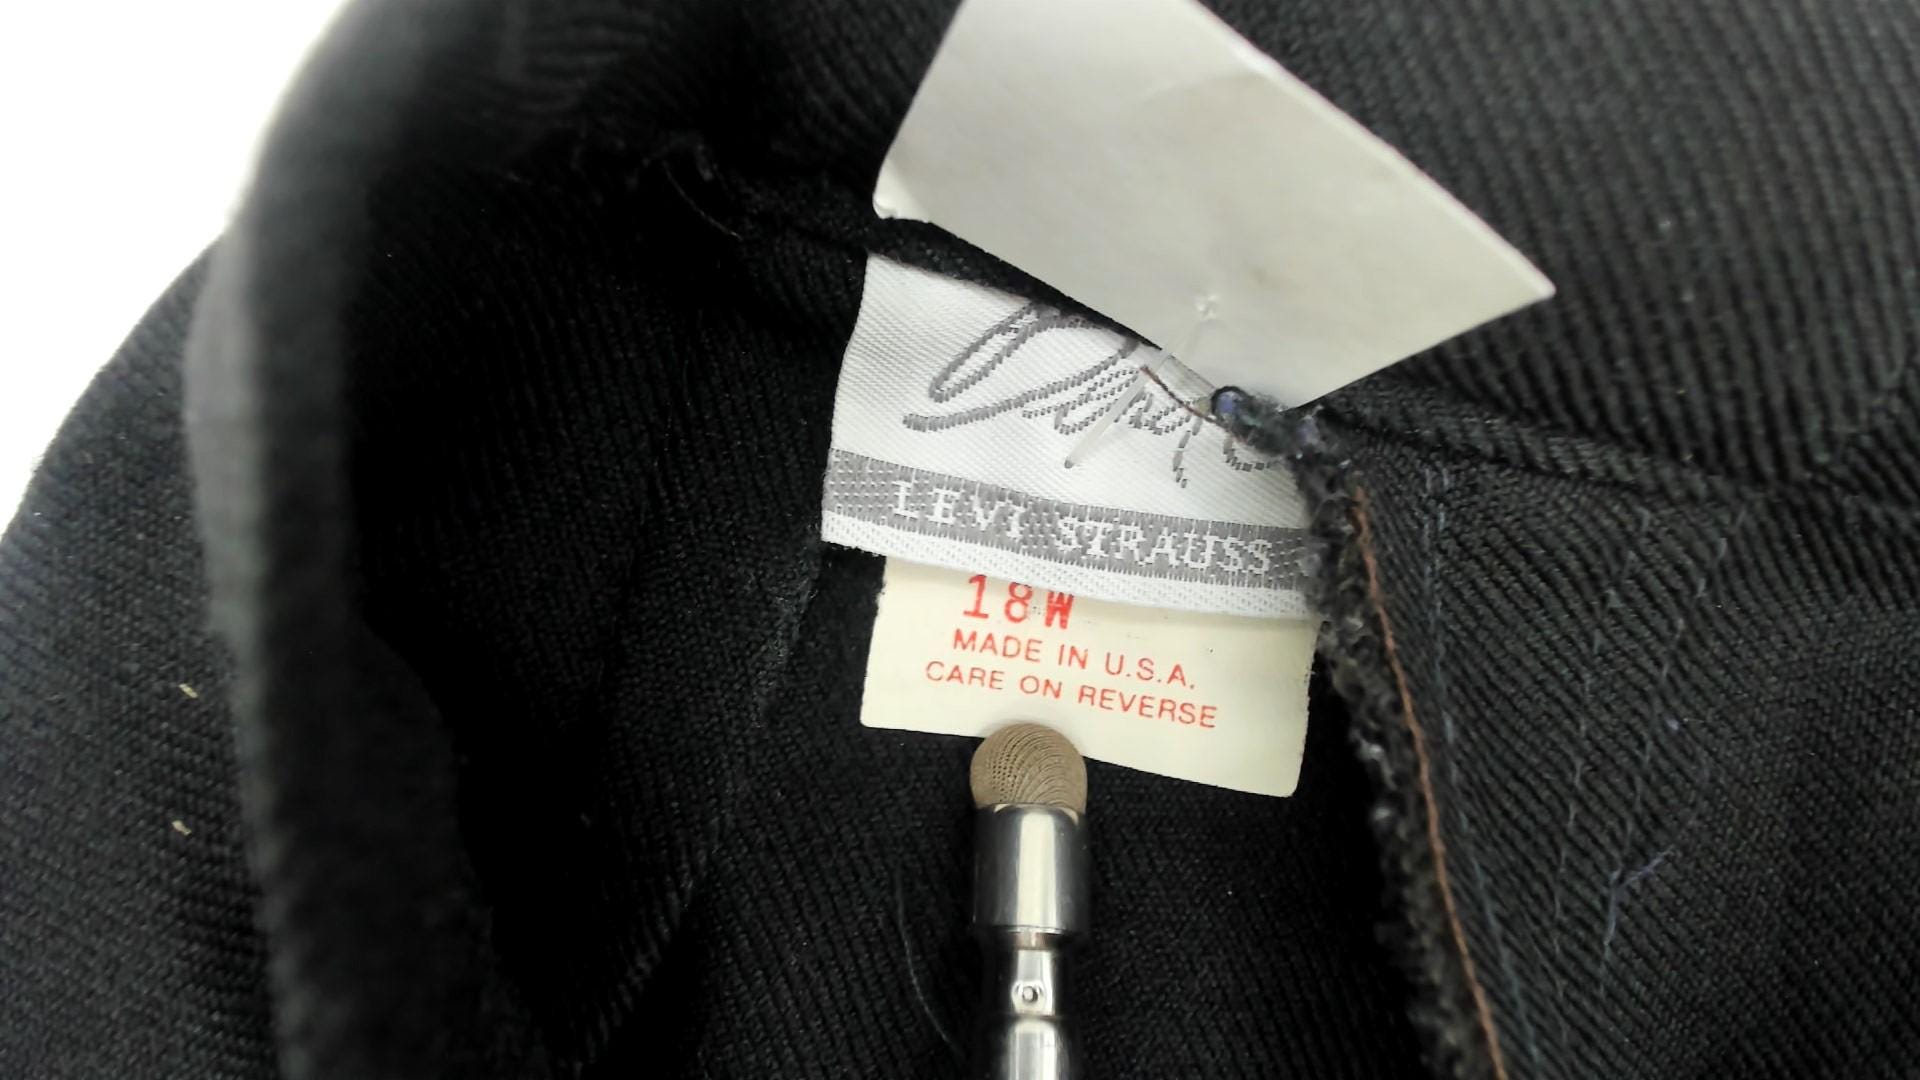 LEVI STRAUSS
18W
MADE IN U.S.A.
CARE ON REVERSE